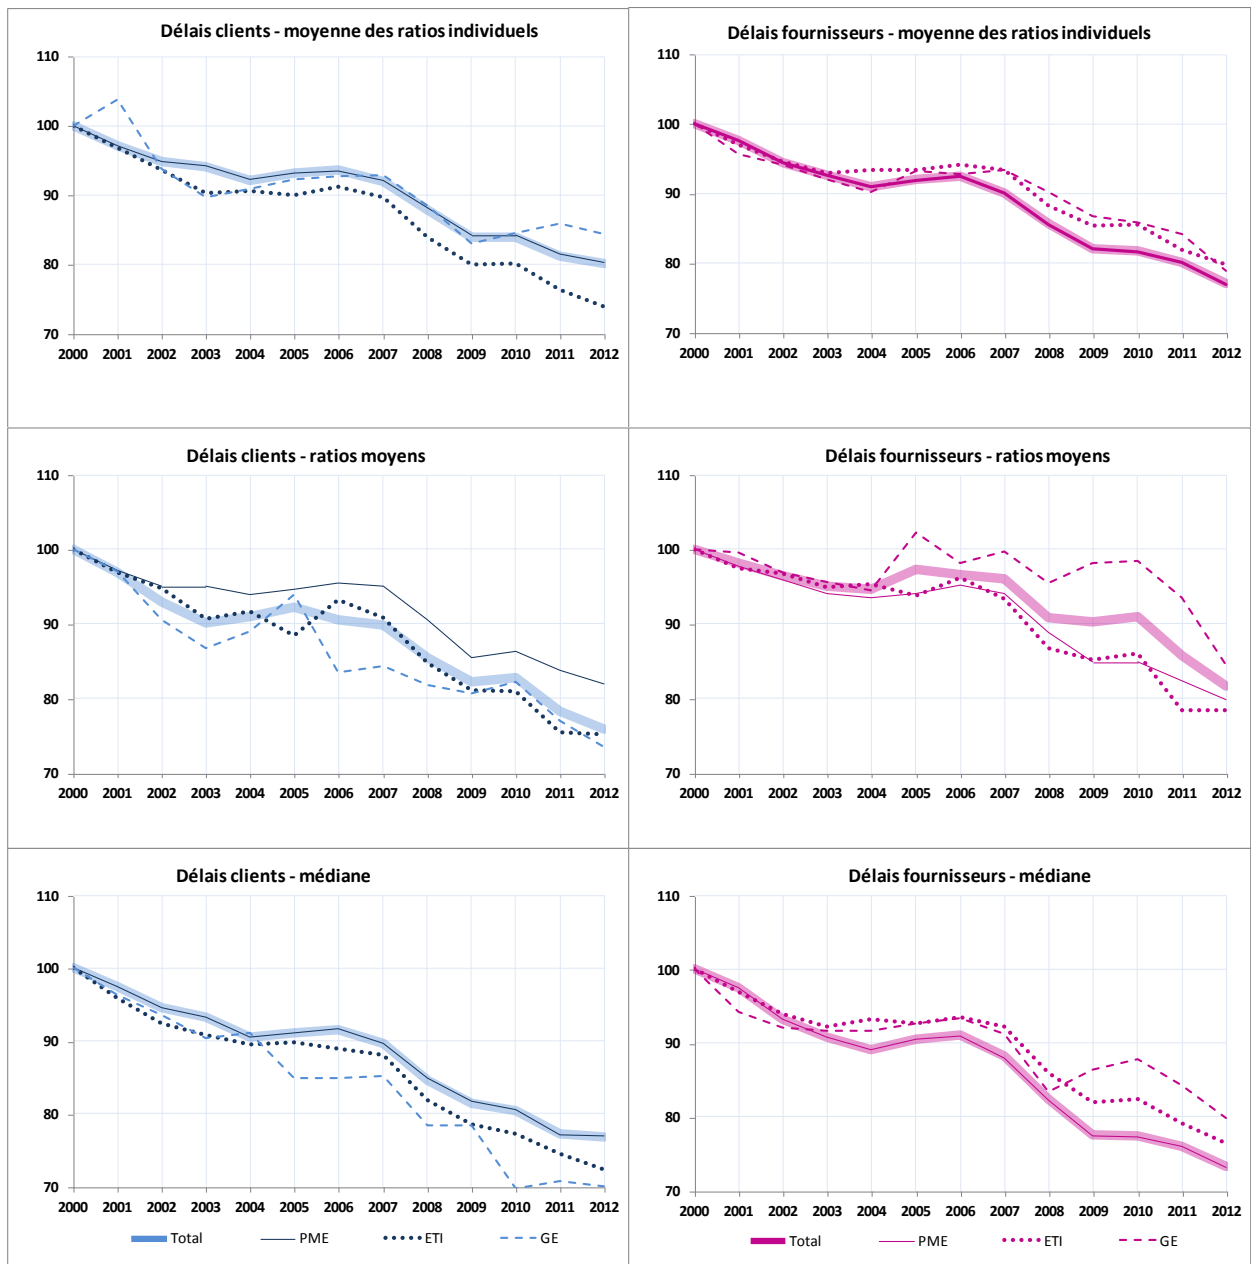 Délais clients - moyenne des ratios individuels
110
100
90
80
70
2000 2001 2002 2003 2004 2005 2006 2007 2008 2009 2010 2011 2012
Délais fournisseurs - moyenne des ratios individuels
110
100
90
80
70
2000 2001 2002 2003 2004 2005 2006 2007 2008 2009 2010 2011 2012
Délais clients - ratios moyens
110
100
90
80
70
2000 2001 2002 2003 2004 2005 2006 2007 2008 2009 2010 2011 2012
Délais fournisseurs - ratios moyens
110
100
90
80
70
2000 2001 2002 2003 2004 2005 2006 2007 2008 2009 2010 2011 2012
Délais clients - médiane
110
100
90
80
70
2000 2001 2002 2003 2004 2005 2006 2007 2008 2009 2010 2011 2012
Total PME ETI GE
Délais fournisseurs - médiane
110
100
90
80
70
2000 2001 2002 2003 2004 2005 2006 2007 2008 2009 2010 2011 2012
Total PME ETI GE